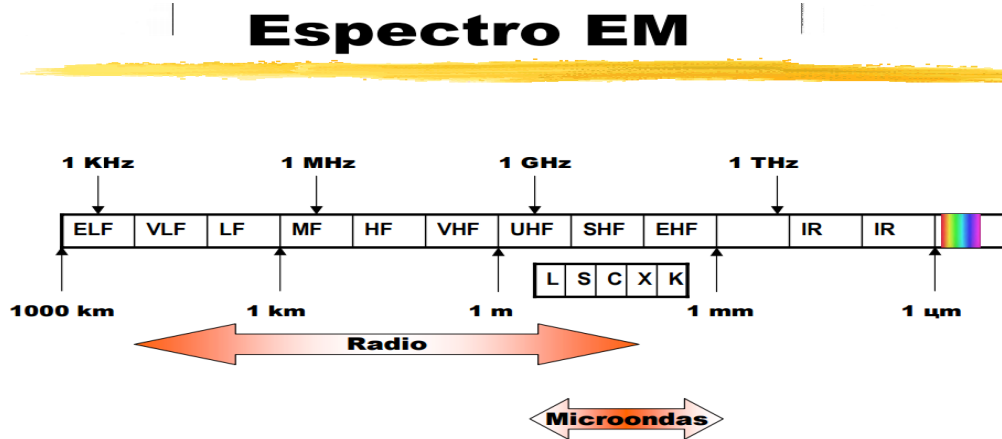 Espectro EM
1 KHz 1 MHz 1 GHz 1 THz
ELF VLF LF MF HF VHF UHF SHF EHF IR IR
L S C X K
1000 km 1 km 1 m 1 mm 1 µm
Radio
Microondas